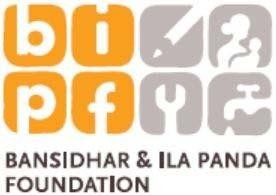 bi
pf
BANSIDHAR & ILA PANDA
FOUNDATION